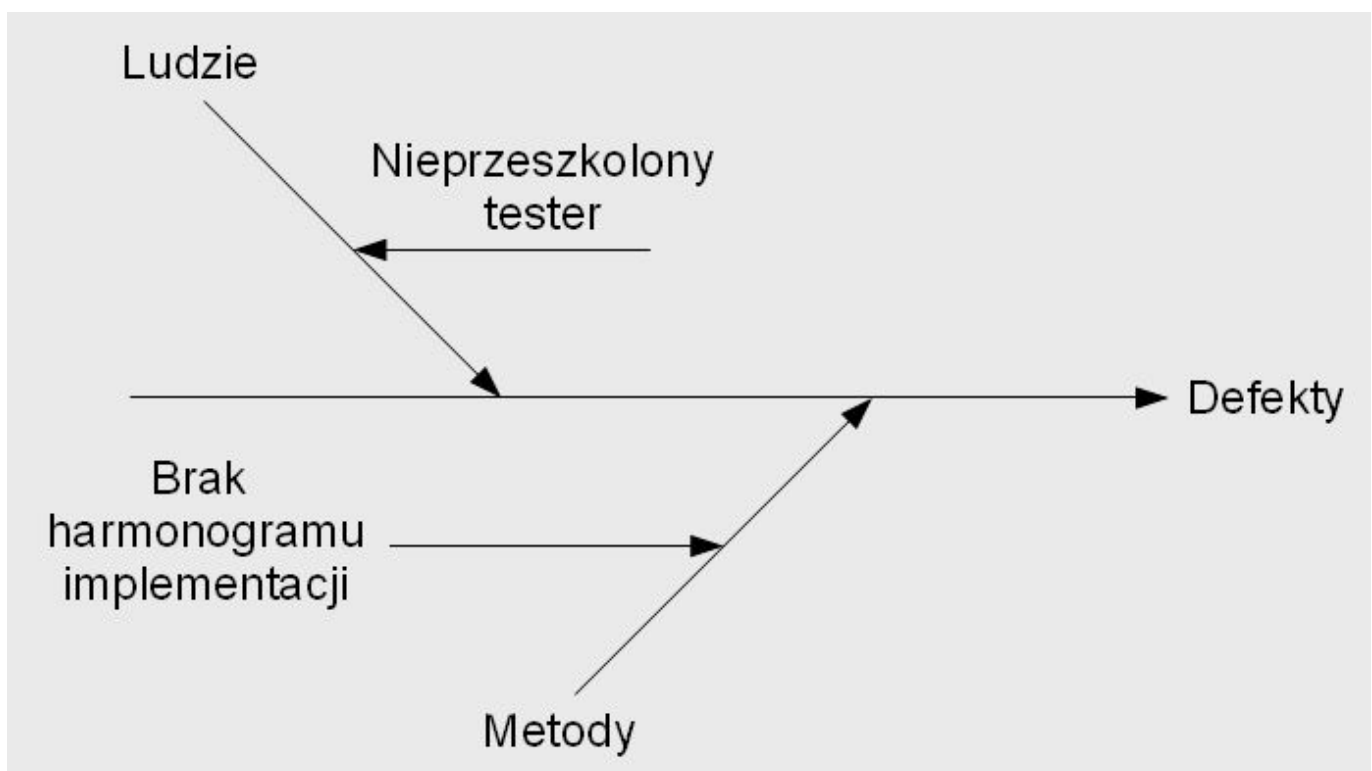 Ludzie
Nieprzeszkolony
tester
Defekty
Brak
harmonogramu
implementacji
Metody